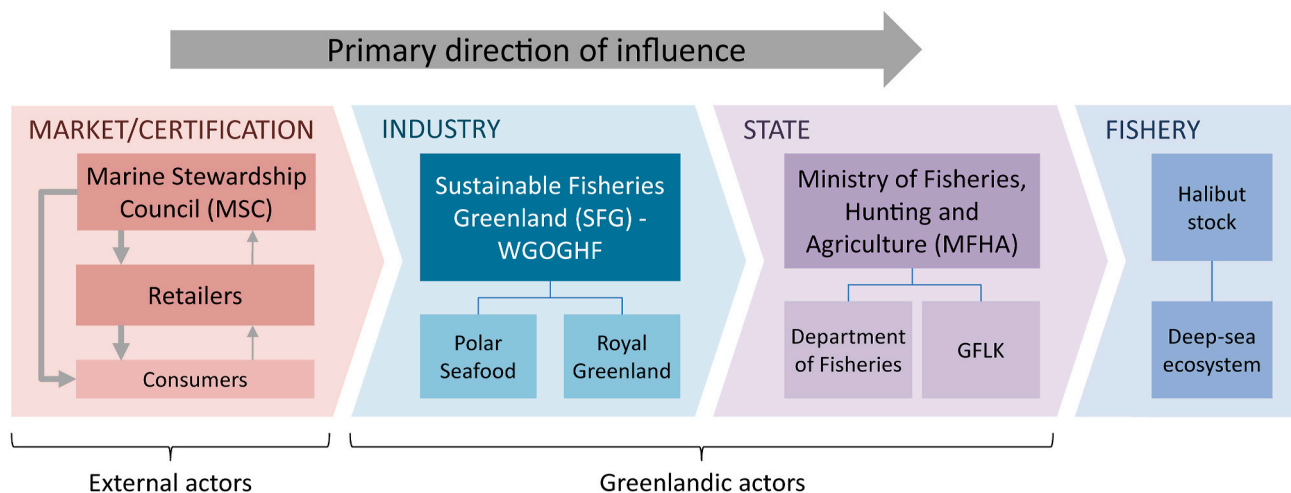 Primary direction of influence
MARKET/CERTIFICATION
Marine Stewardship
Council (MSC)
Retailers
Consumers
External actors
INDUSTRY
Sustainable Fisheries
Greenland (SFG) -
WGOGHF
Polar
Seafood
Royal
Greenland
STATE
Ministry of Fisheries,
Hunting and
Agriculture (MFHA)
Department
of Fisheries
GFLK
Greenlandic actors
FISHERY
Halibut
stock
Deep-sea
ecosystem